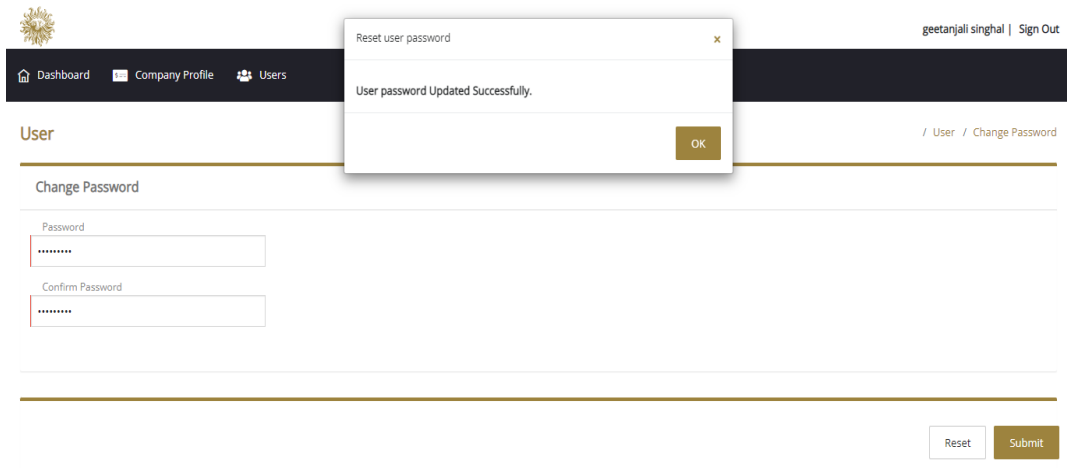 geetanjali singhal | Sign Out
Dashboard Company Profile Users
Reset user password x
User password Updated Successfully.
OK
User
/ User / Change Password
Change Password
Password
•••••••••
Confirm Password
•••••••••
Reset Submit